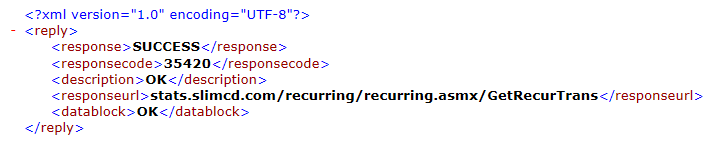 <?xml version="1.0" encoding="UTF-8"?>
- <reply>
<response>SUCCESS</response>
<responsecode>35420</responsecode>
<description>OK</description>
<responseurl>stats.slimcd.com/recurring/recurring.asmx/GetRecurTrans</responseurl>
<datablock>OK</datablock>
</reply>